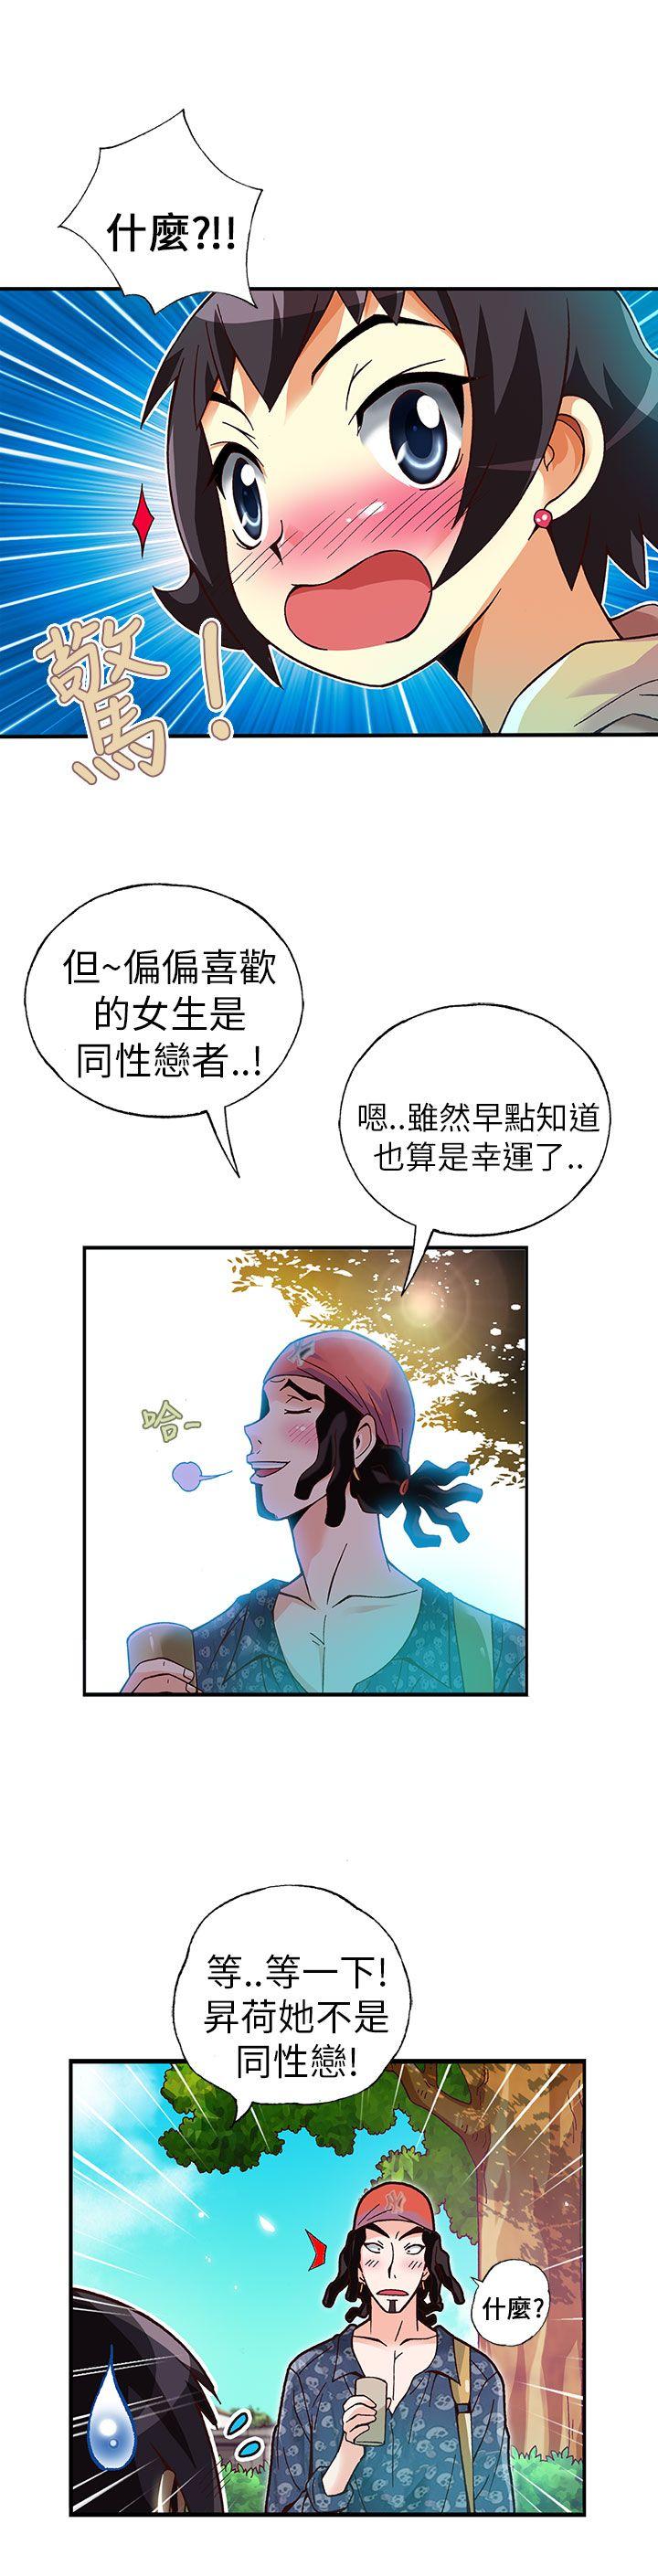 什麼?!!
驚!
但~偏偏喜歡
的女生是
同性戀者..!
嗯..雖然早點知道
也算是幸運了..
哈~
等..等一下!
昇荷她不是
同性戀!
什麼?